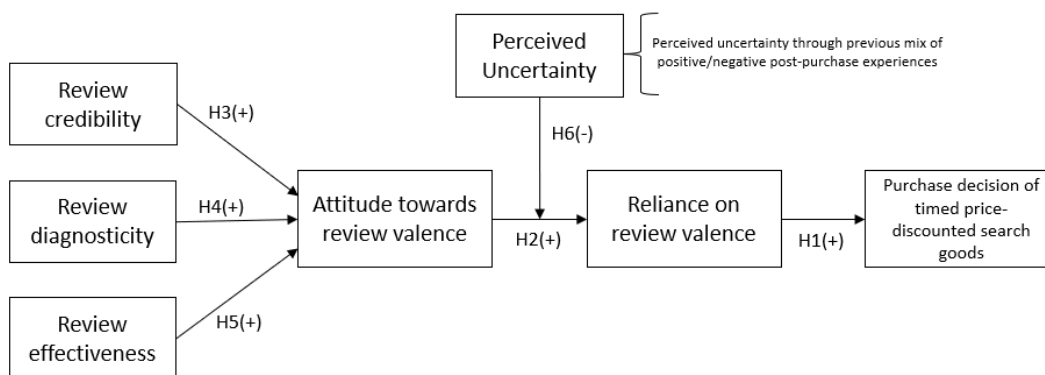 Perceived
Uncertainty
Perceived uncertainty through previous mix of
positive/negative post-purchase experiences
Review
credibility
H3(+)
H6(-)
Review
diagnosticity
H4(+)
Attitude towards
review valence
H2(+)
Reliance on
review valence
H1(+)
Purchase decision of
timed price-
discounted search
goods
Review
effectiveness
H5(+)